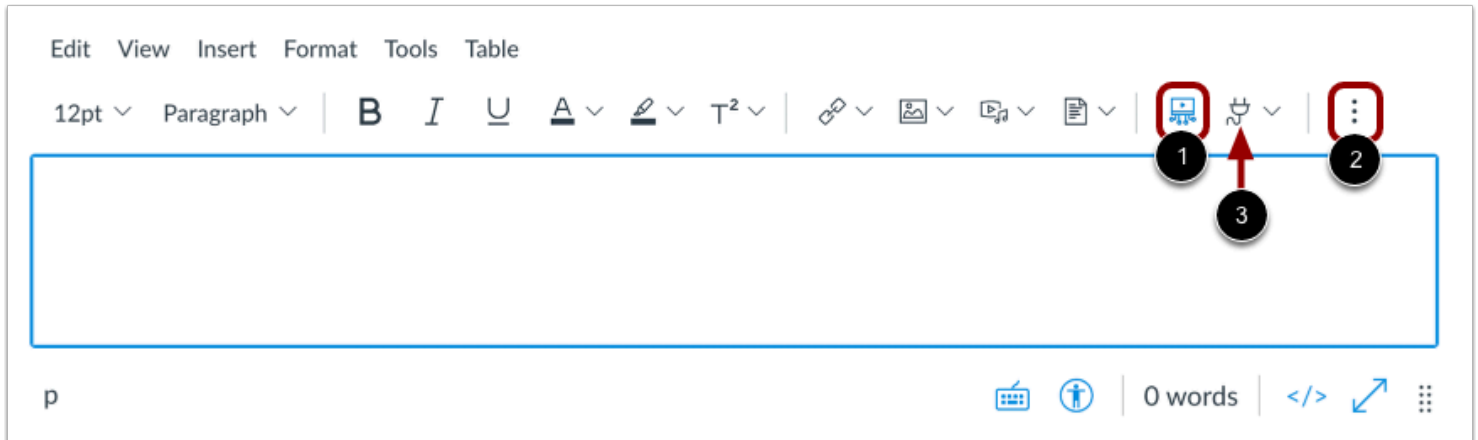 Edit View Insert Format Tools Table
12pt Paragraph B I U A T²
1 2
3
p 0 words </>